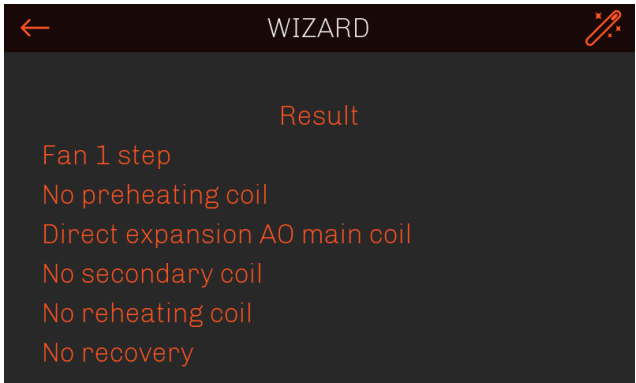 WIZARD
Result
Fan 1 step
No preheating coil
Direct expansion AO main coil
No secondary coil
No reheating coil
No recovery